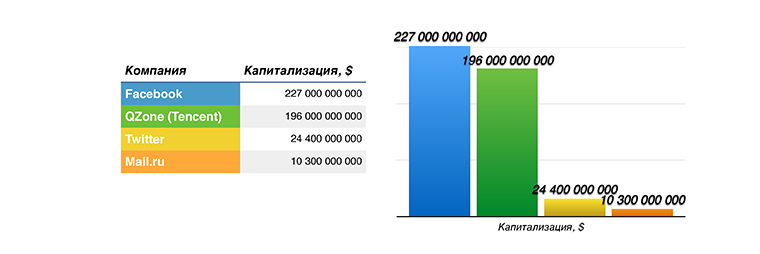 Компания Капитализация, $
Facebook 227 000 000 000
QZone (Tencent) 196 000 000 000
Twitter 24 400 000 000
Mail.ru 10 300 000 000
227 000 000 000
196 000 000 000
24 400 000 000
10 300 000 000
Капитализация, $